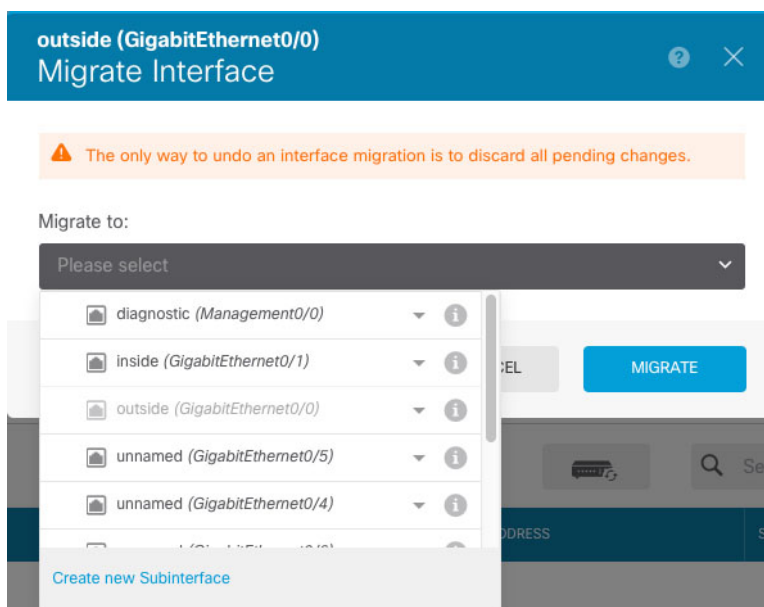 outside (GigabitEthernet0/0)
Migrate Interface
The only way to undo an interface migration is to discard all pending changes.
Migrate to:
Please select
diagnostic (Management0/0)
inside (GigabitEthernet0/1)
outside (GigabitEthernet0/0)
unnamed (GigabitEthernet0/5)
unnamed (GigabitEthernet0/4)
Create new Subinterface
MIGRATE